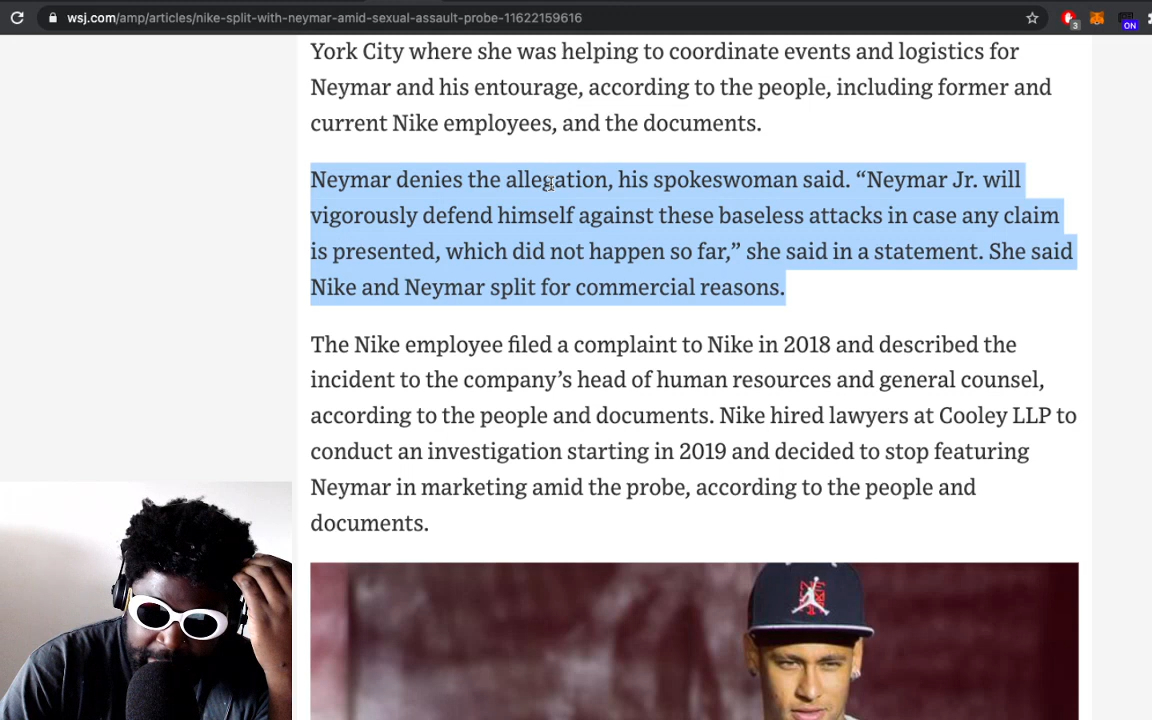 wsj.com/amp/articles/nike-split-with-neymar-amid-sexual-assault-probe-11622159616
3
ON
York City where she was helping to coordinate events and logistics for
Neymar and his entourage, according to the people, including former and
current Nike employees, and the documents.
Neymar denies the allegation, his spokeswoman said. “Neymar Jr. will
vigorously defend himself against these baseless attacks in case any claim
is presented, which did not happen so far,” she said in a statement. She said
Nike and Neymar split for commercial reasons.
The Nike employee filed a complaint to Nike in 2018 and described the
incident to the company’s head of human resources and general counsel,
according to the people and documents. Nike hired lawyers at Cooley LLP to
conduct an investigation starting in 2019 and decided to stop featuring
Neymar in marketing amid the probe, according to the people and
documents.